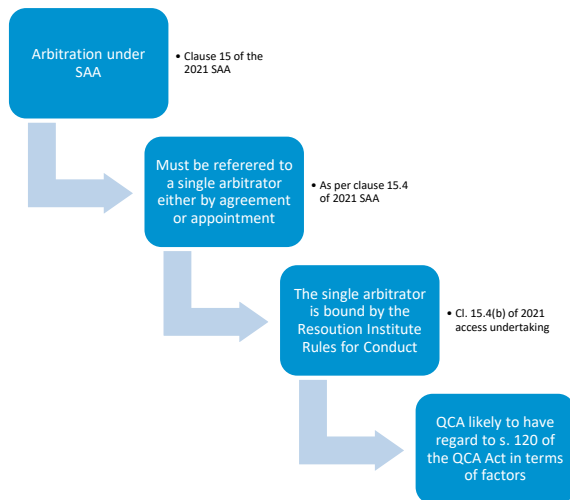 Arbitration under
SAA
• Clause 15 of the
2021 SAA
Must be referered to
a single arbitrator
either by agreement
or appointment
• As per clause 15.4
of 2021 SAA
The single arbitrator
is bound by the
Resoution Institute
Rules for Conduct
• Cl. 15.4(b) of 2021
access undertaking
QCA likely to have
regard to s. 120 of
the QCA Act in terms
of factors